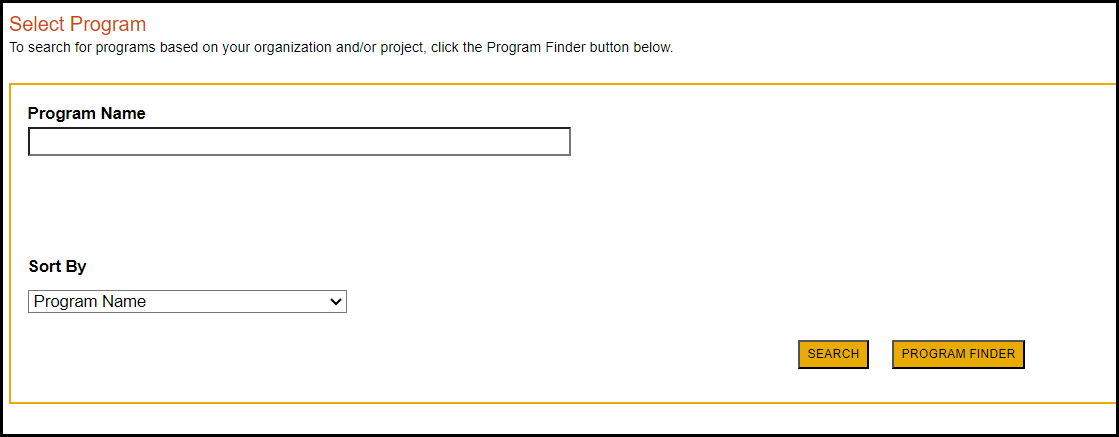 Select Program
To search for programs based on your organization and/or project, click the Program Finder button below.
Program Name
Sort By
Program Name
SEARCH
PROGRAM FINDER